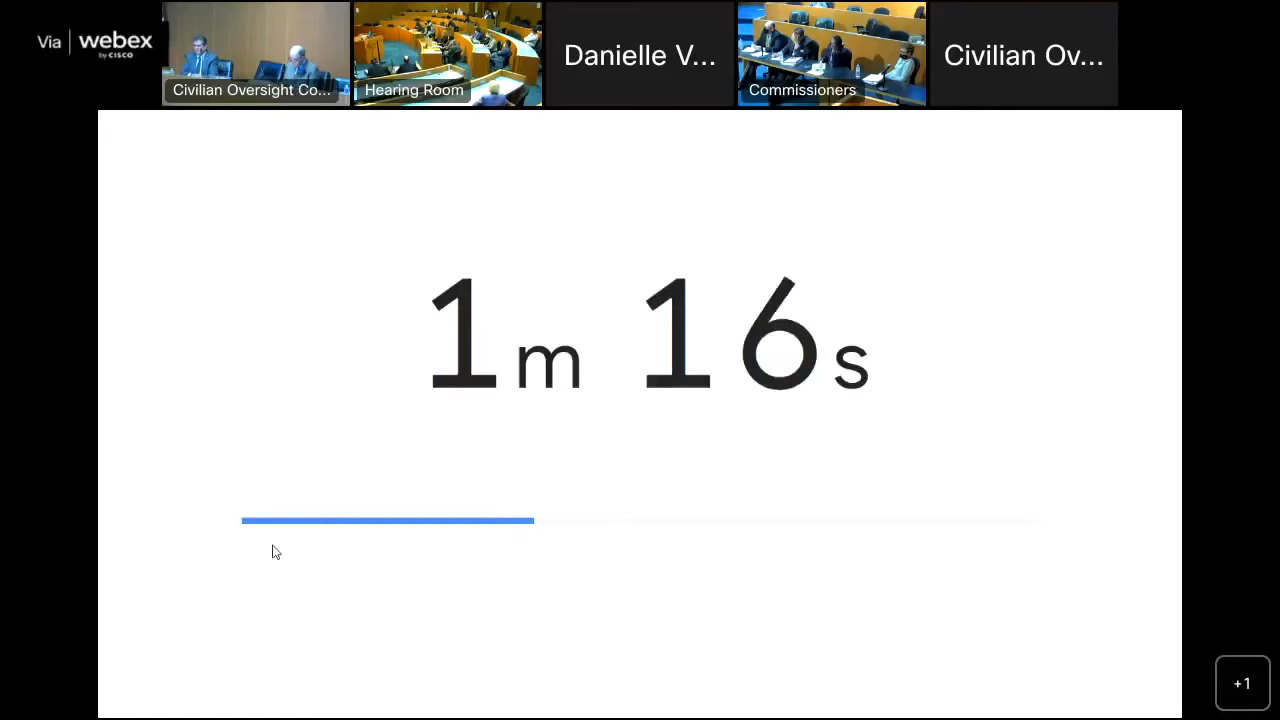 Via webex
by CISCO
Civilian Oversight Co...
Hearing Room
Danielle V...
Commissioners
Civilian Ov...
1m 16s
+1